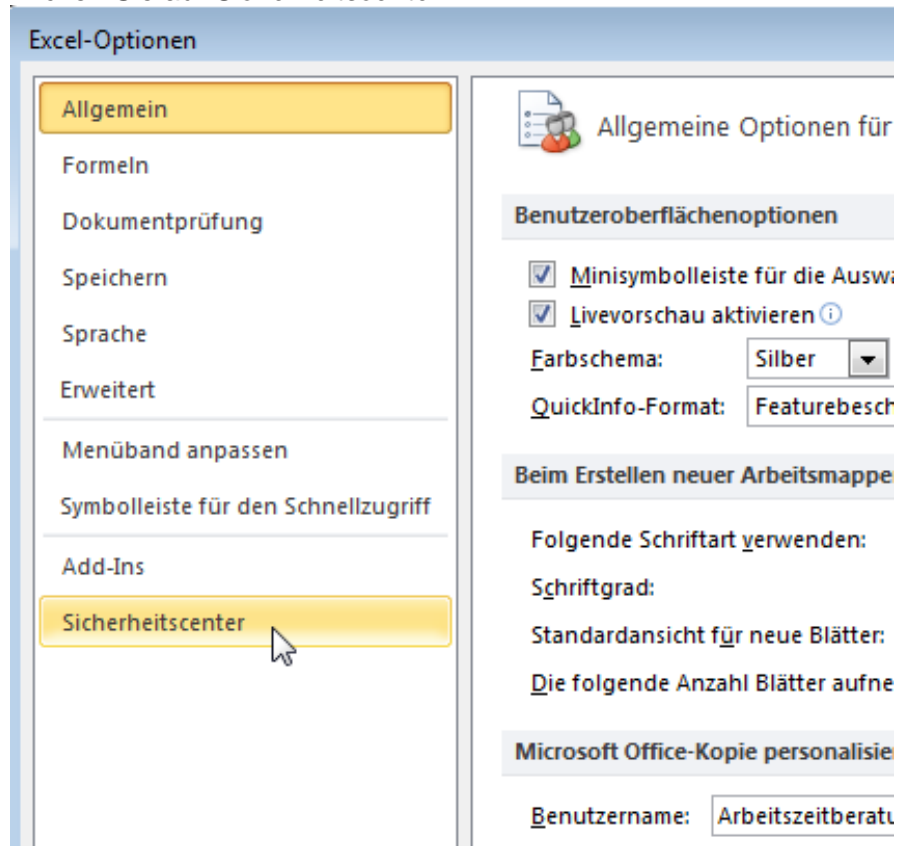 Excel-Optionen
Allgemein
Formeln
Dokumentprüfung
Speichern
Sprache
Erweitert
Menüband anpassen
Symbolleiste für den Schnellzugriff
Add-Ins
Sicherheitscenter
Allgemeine Optionen für
Benutzeroberflächenoptionen
Minisymbolleiste für die Auswa
Livevorschau aktivieren
Farbschema: Silber
QuickInfo-Format: Featurebesch
Beim Erstellen neuer Arbeitsmappe
Folgende Schriftart verwenden:
Schriftgrad:
Standardansicht für neue Blätter:
Die folgende Anzahl Blätter aufne
Microsoft Office-Kopie personalisie
Benutzername: Arbeitszeitberatu